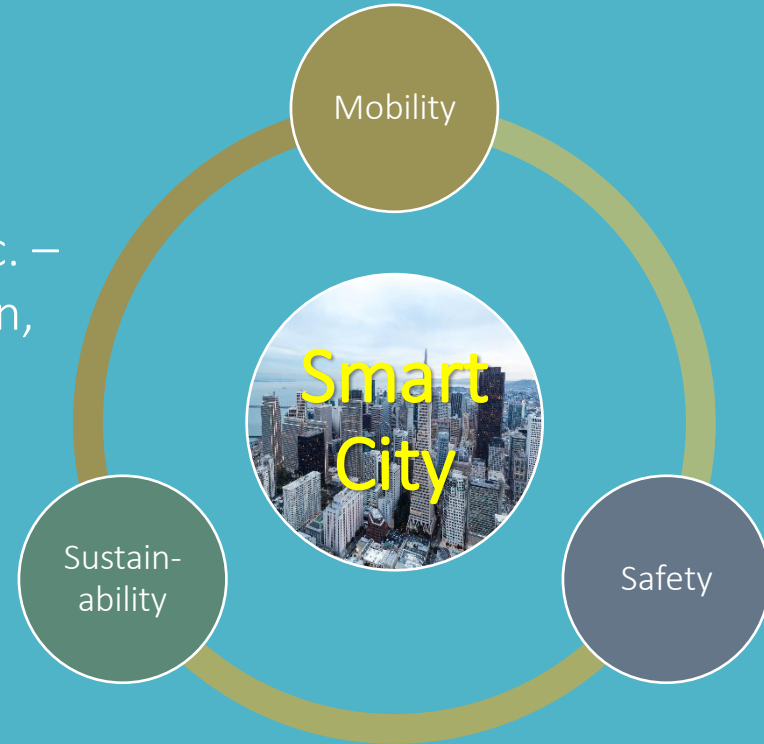 Mobility
c. –
n,
Smart
City
Sustain-
ability
Safety